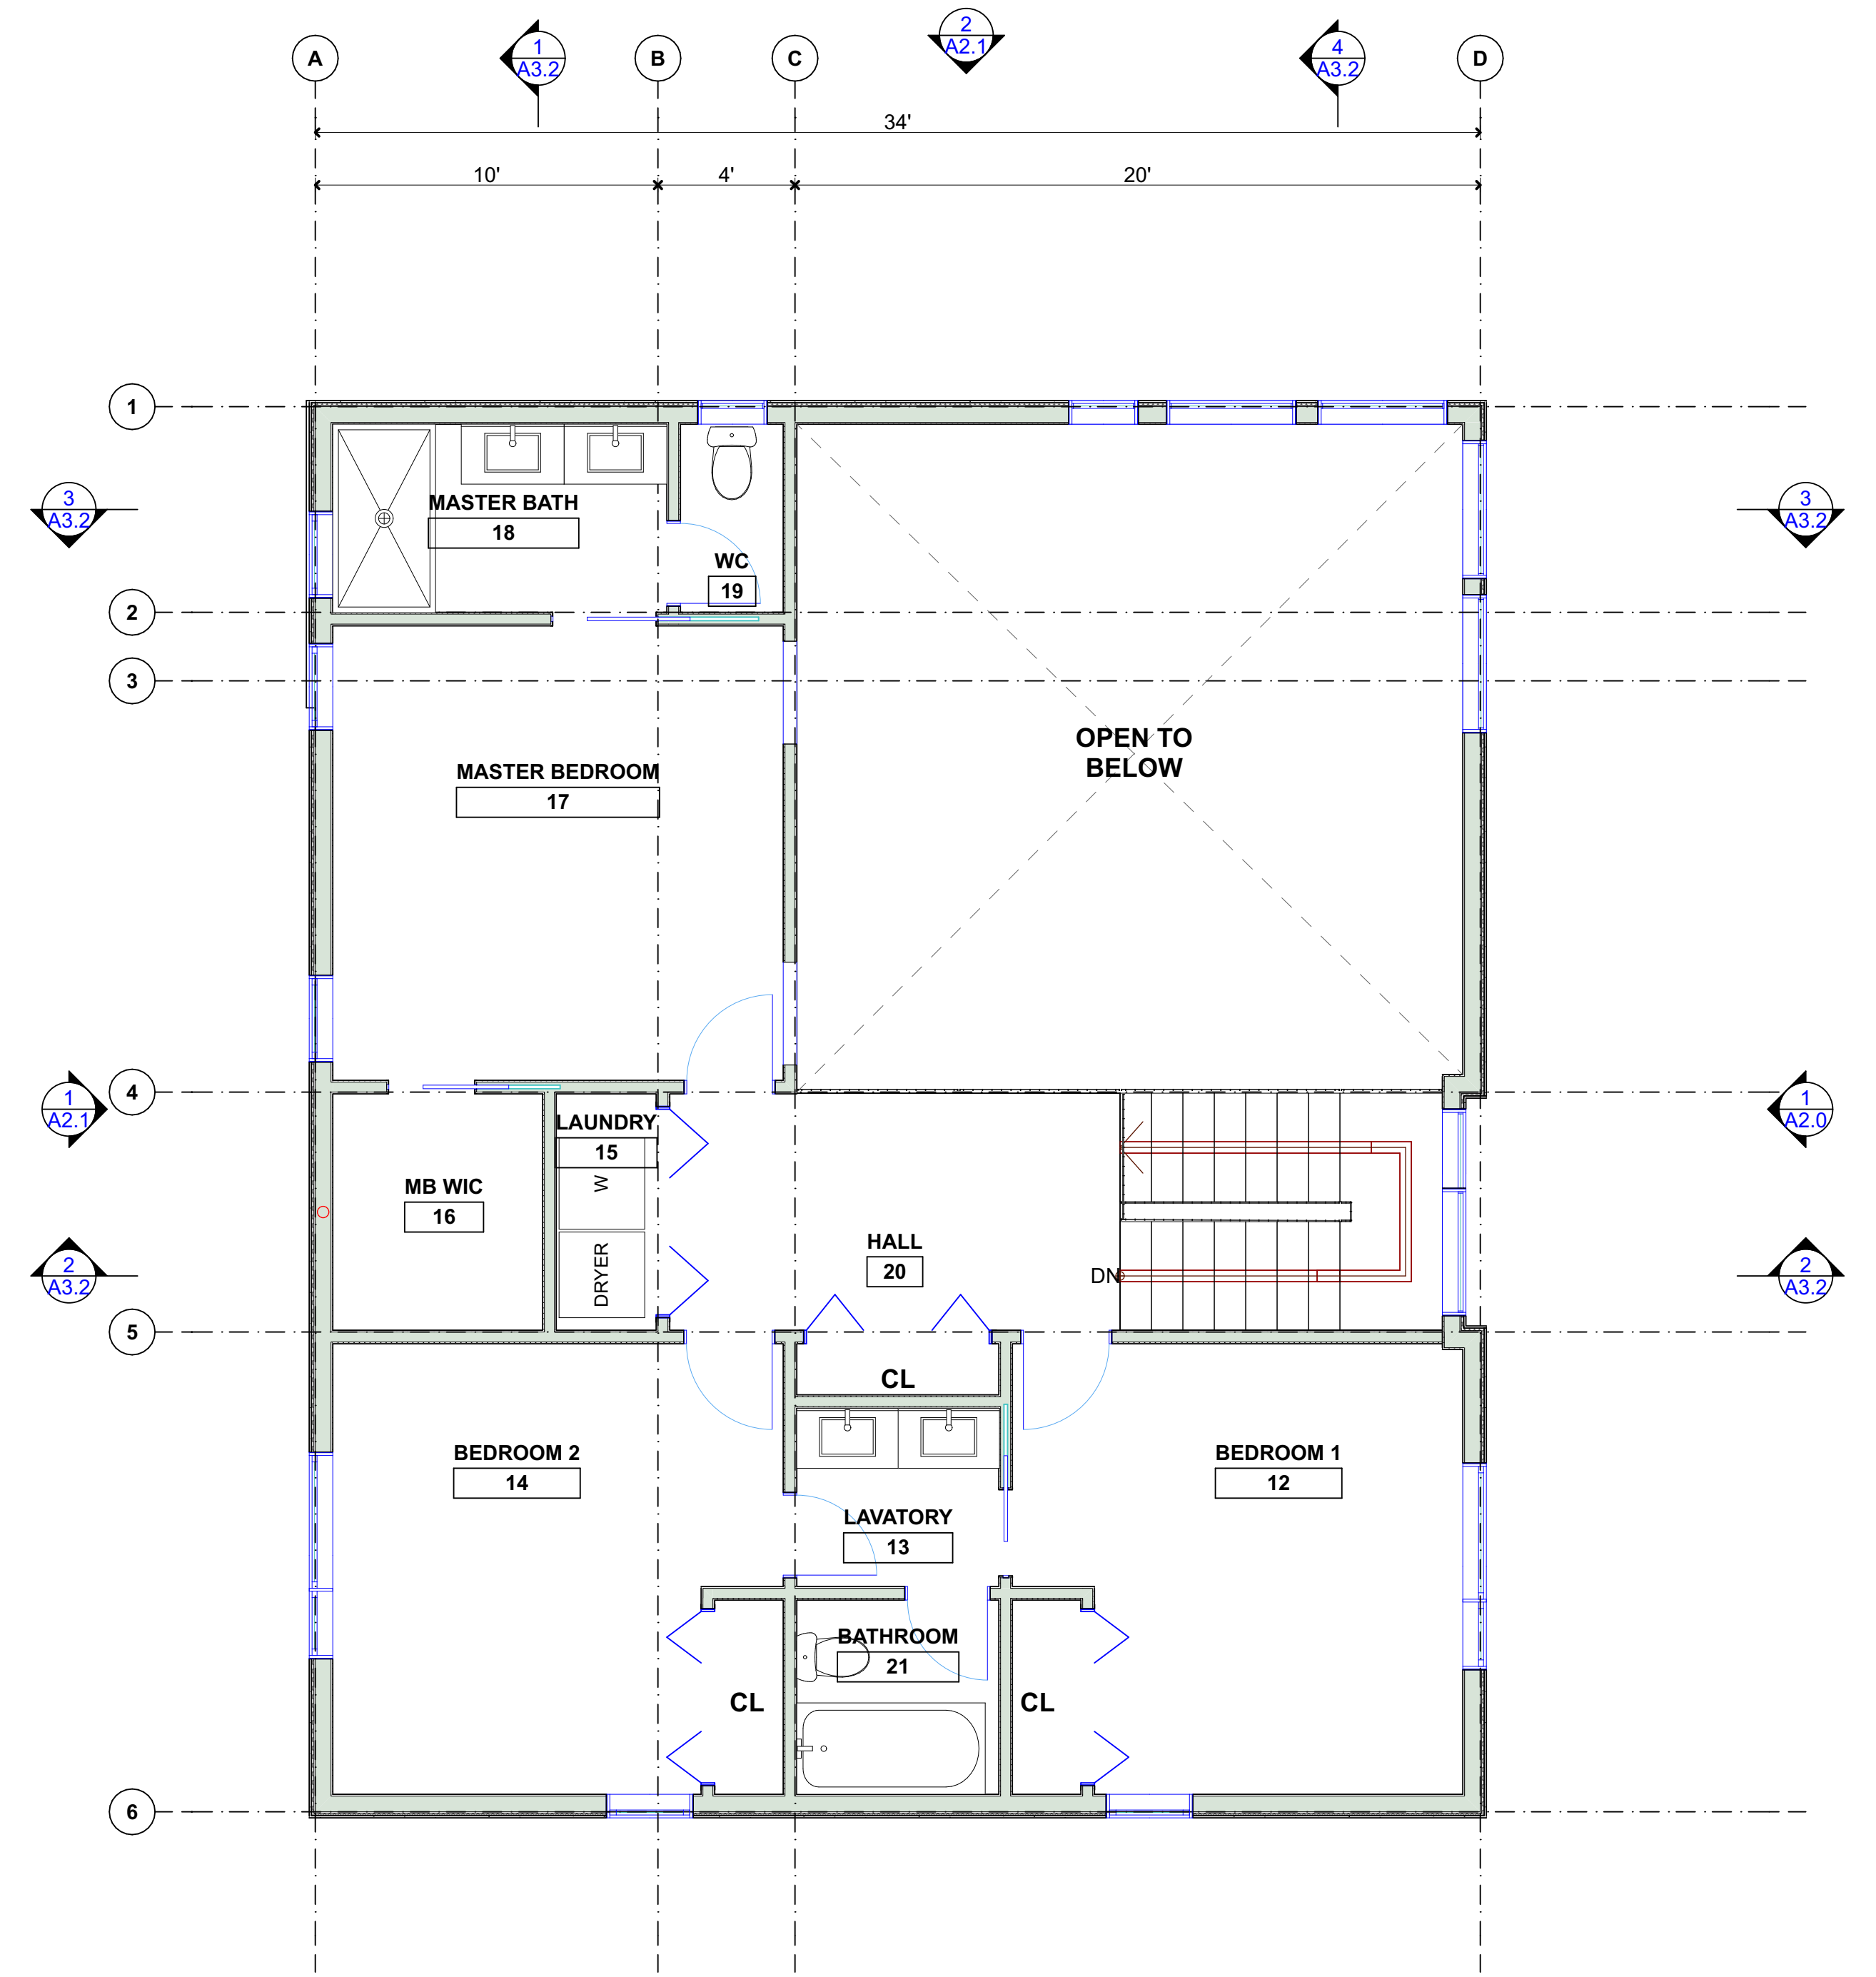 A
1
A3.2
B
C
2
A2.1
4
A3.2
D
34'
10'
4'
20'
1
3
A3.2
MASTER BATH
18
WC
19
3
A3.2
2
3
OPEN TO
BELOW
MASTER BEDROOM
17
1
A2.1
4
LAUNDRY
15
W
DRYER
MB WIC
16
HALL
20
DN
1
A2.0
2
A3.2
2
A3.2
5
CL
BEDROOM 2
14
LAVATORY
13
BEDROOM 1
12
BATHROOM
21
CL
CL
6